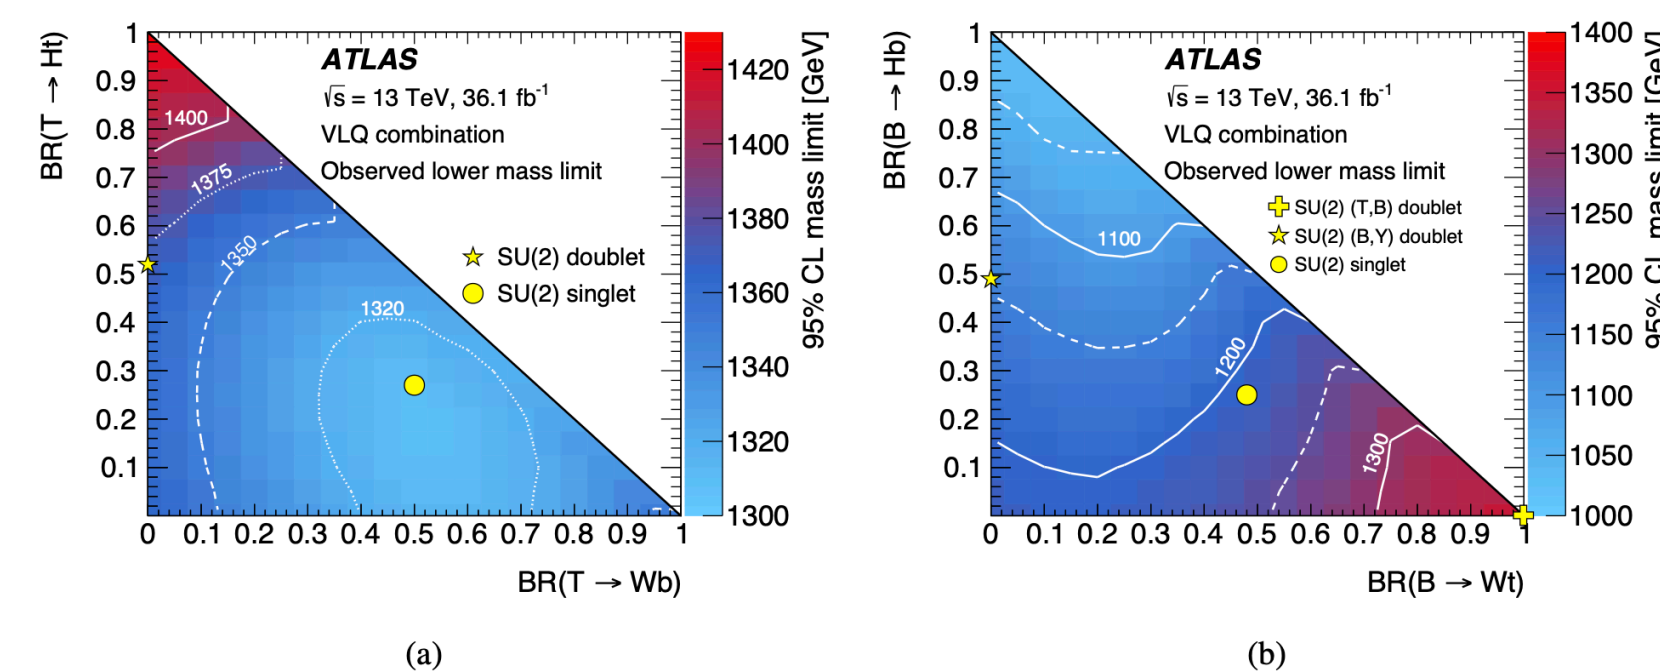 BR(T → Ht)
1
0.9
0.8
0.7
0.6
0.5
0.4
0.3
0.2
0.1
0 0.1 0.2 0.3 0.4 0.5 0.6 0.7 0.8 0.9 1
BR(T → Wb)
ATLAS
√s = 13 TeV, 36.1 fb⁻¹
VLQ combination
Observed lower mass limit
SU(2) doublet
SU(2) singlet
1400
1375
1350
1320
1420
1400
1380
1360
1340
1320
1300
95% CL mass limit [GeV]
(a)
BR(B → Hb)
1
0.9
0.8
0.7
0.6
0.5
0.4
0.3
0.2
0.1
0 0.1 0.2 0.3 0.4 0.5 0.6 0.7 0.8 0.9 1
BR(B → Wt)
ATLAS
√s = 13 TeV, 36.1 fb⁻¹
VLQ combination
Observed lower mass limit
SU(2) (T,B) doublet
SU(2) (B,Y) doublet
SU(2) singlet
1100
1200
1300
1400
1350
1300
1250
1200
1150
1100
1050
1000
95% CL mass limit [GeV]
(b)